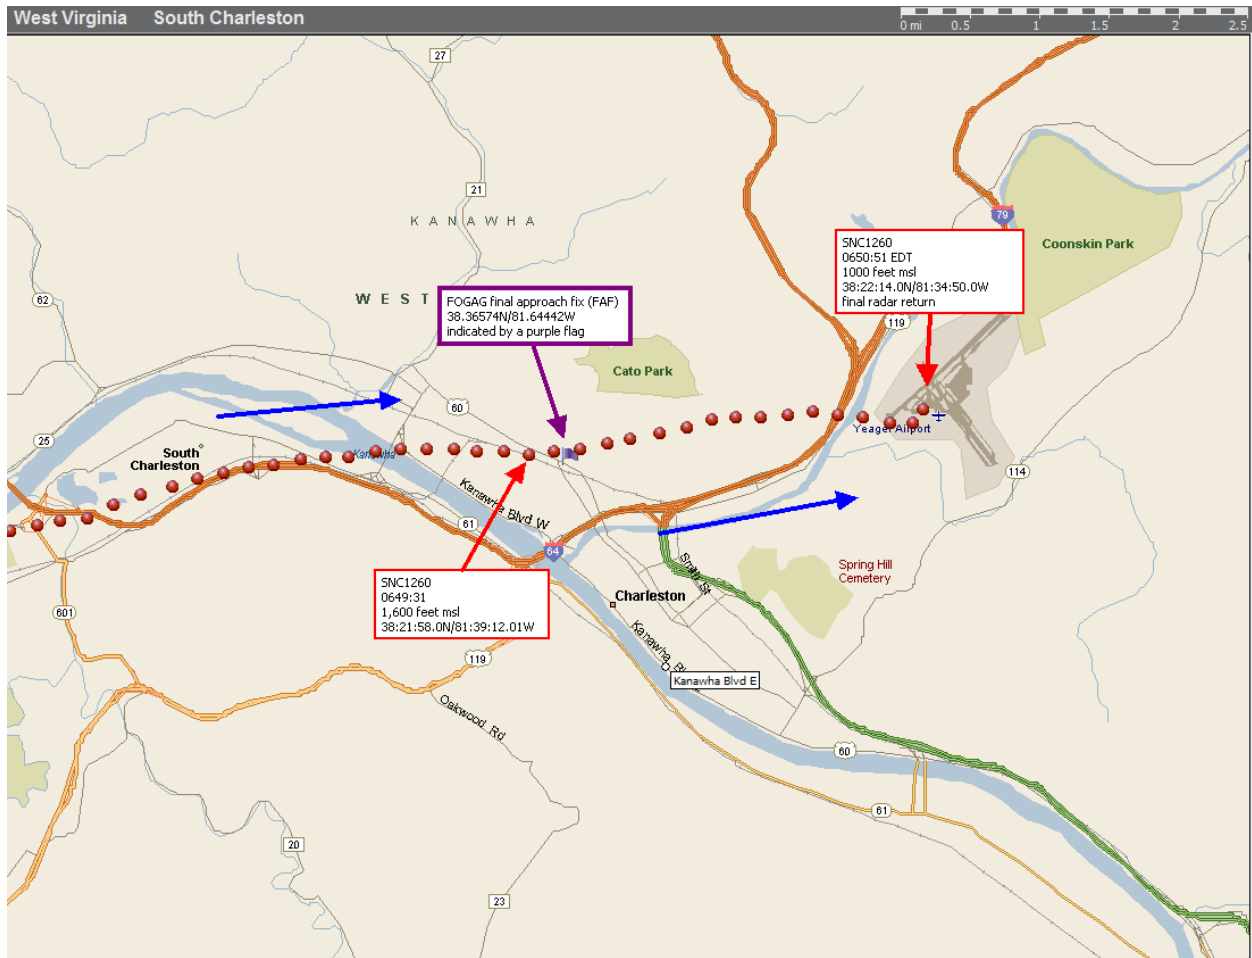 West Virginia South Charleston
0 mi 0.5 1 1.5 2 2.5
27
21
K A N A W H A
79
Coonskin Park
SNC1260
0650:51 EDT
1000 feet msl
38:22:14.0N/81:34:50.0W
final radar return
62
W E S T
FOGAG final approach fix (FAF)
38.36574N/81.64442W
indicated by a purple flag
119
Cato Park
60
25
Yeager Airport
South
Charleston
Kanawha
114
Kanawha Blvd W
61
64
Smith St
Spring Hill
Cemetery
SNC1260
0649:31
1,600 feet msl
38:21:58.0N/81:39:12.01W
Charleston
601
119
Kanawha Bl
Kanawha Blvd E
Oakwood Rd
60
61
20
23